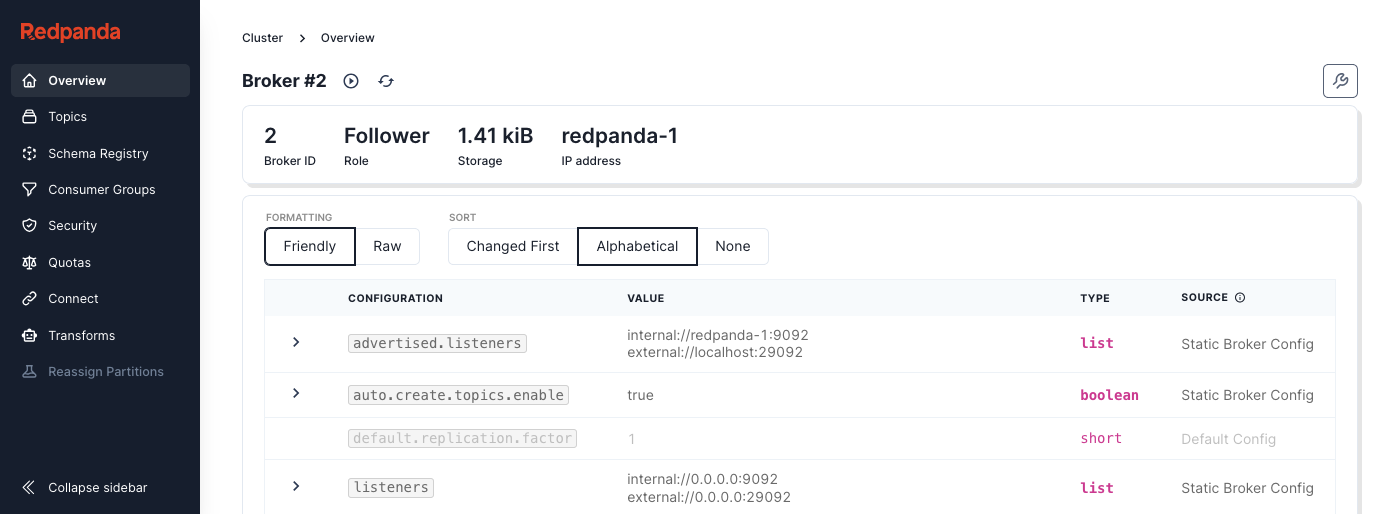 Redpanda
Overview
Topics
Schema Registry
Consumer Groups
Security
Quotas
Connect
Transforms
Reassign Partitions
Collapse sidebar
Cluster > Overview
Broker #2
2 Follower 1.41 kiB redpanda-1
Broker ID Role Storage IP address
FORMATTING SORT
Friendly Raw Changed First Alphabetical None
CONFIGURATION VALUE TYPE SOURCE
advertised.listeners internal://redpanda-1:9092 list Static Broker Config
external://localhost:29092
auto.create.topics.enable true boolean Static Broker Config
default.replication.factor 1 short Default Config
listeners internal://0.0.0.0:9092 list Static Broker Config
external://0.0.0.0:29092